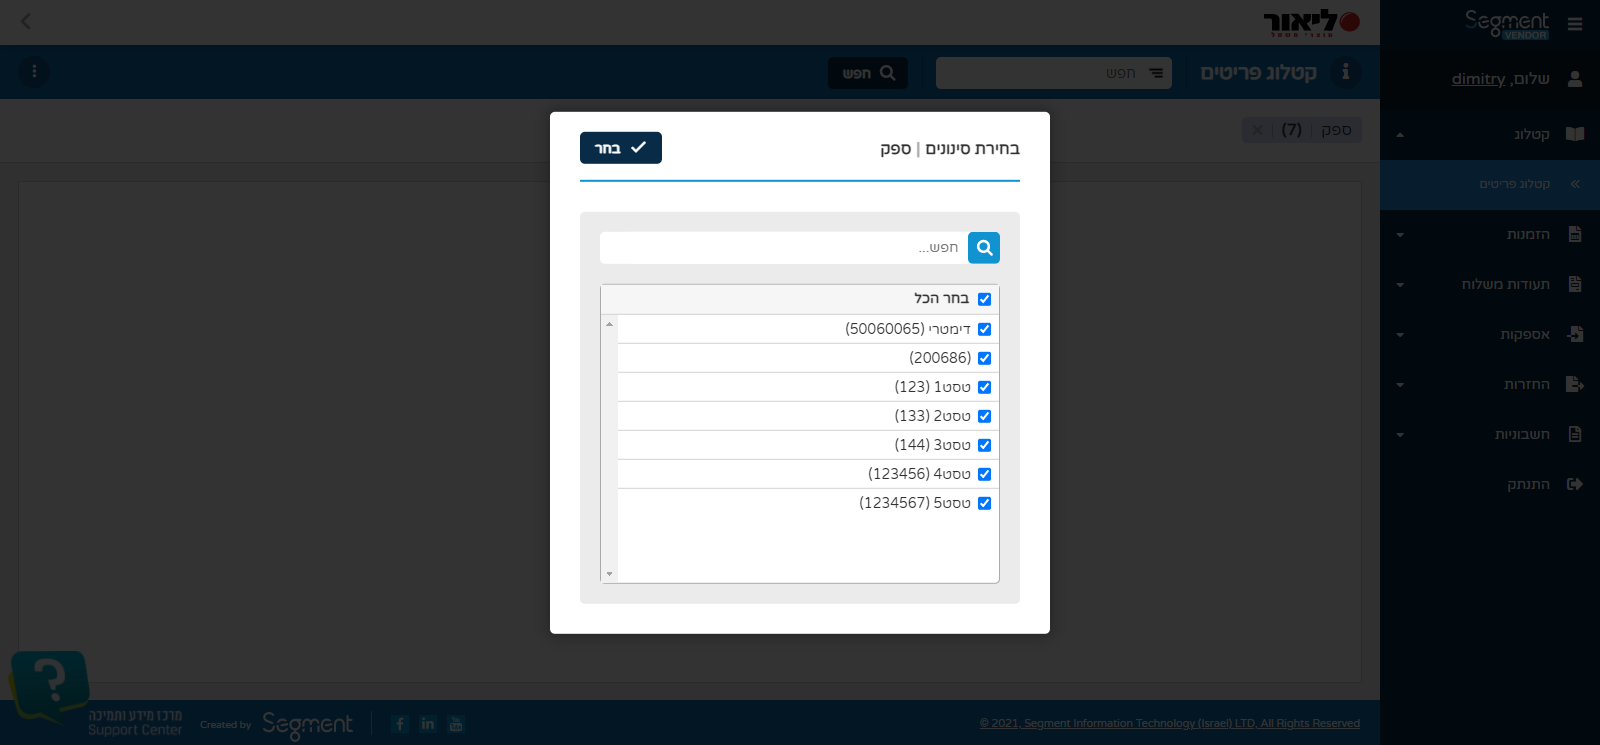 ליאור
מוצרי חשמל
Segment
VENDOR
שלום, dimitry
קטלוג
קטלוג פריטים
הזמנות
תעודות משלוח
אספקות
החזרות
חשבוניות
התנתק
קטלוג פריטים
חפש
חפש
ספק (7)
בחירת סינונים | ספק
בחר
חפש...
בחר הכל
דימטרי (50060065)
(200686)
טסט1 (123)
טסט2 (133)
טסט3 (144)
טסט4 (123456)
טסט5 (1234567)
© 2021, Segment Information Technology (Israel) LTD, All Rights Reserved
Created by Segment
מרכז מידע ותמיכה
Support Center